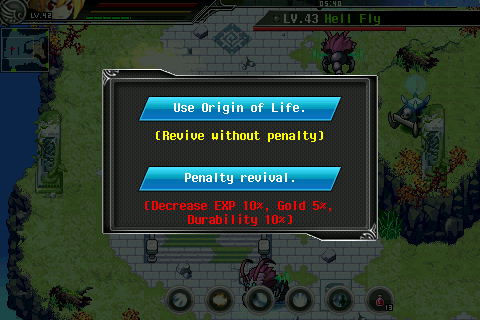 05:40
LV.42
LV.43 Hell Fly
Use Origin of Life.
(Revive without penalty)
Penalty revival.
(Decrease EXP 10%, Gold 5%,
Durability 10%)
13